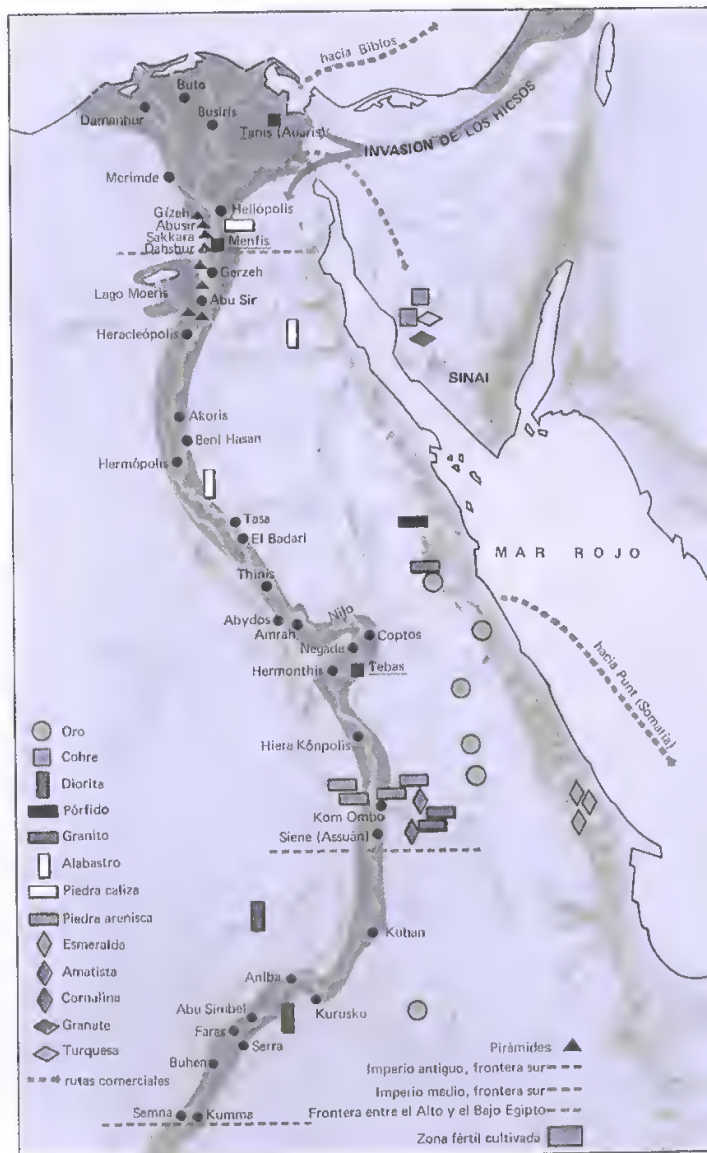 hacia Biblos
Buto
Damanhur
Busiris
Tanis (Auaris)
INVASION DE LOS HICSOS
Merimde
Heliópolis
Gizeh
Abusir
Sakkara
Menfis
Dahshur
Gerzeh
Lago Moeris
Abu Sir
Heracleópolis
SINAI
Akoris
Beni Hasan
Hermópolis
Tasa
El Badari
MAR ROJO
Thinis
Nilo
Abydos
Amrah
Coptos
Negade
Hermonthis
Tebas
hacia Punt (Somalia)
Hiera Kónpolis
Kom Ombo
Siene (Assuán)
Kuban
Aniba
Kurusko
Abu Simbel
Faras
Serra
Buhen
Semna
Kumma
Oro
Cobre
Diorita
Pórfido
Granito
Alabastro
Piedra caliza
Piedra arenisca
Esmeralda
Amatista
Cornalina
Granate
Turquesa
rutas comerciales
Pirámides
Imperio antiguo, frontera sur
Imperio medio, frontera sur
Frontera entre el Alto y el Bajo Egipto
Zona fértil cultivada